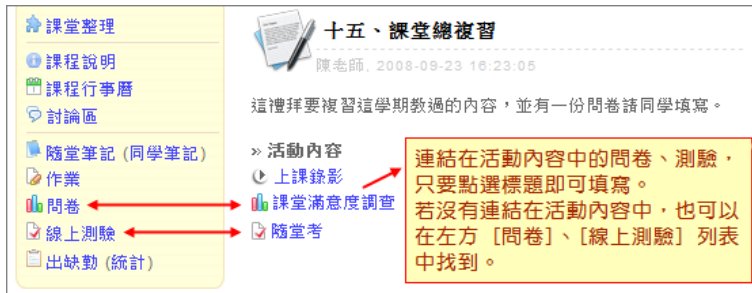 課堂整理
課程說明
課程行事曆
討論區
隨堂筆記 (同學筆記)
作業
問卷
線上測驗
出缺勤 (統計)
十五、課堂總複習
陳老師, 2008-09-23 16:23:05
這禮拜要複習這學期教過的內容，並有一份問卷請同學填寫。
» 活動內容
上課錄影
課堂滿意度調查
隨堂考
連結在活動內容中的問卷、測驗，
只要點選標題即可填寫。
若沒有連結在活動內容中，也可以
在左方 [問卷]、[線上測驗] 列表
中找到。